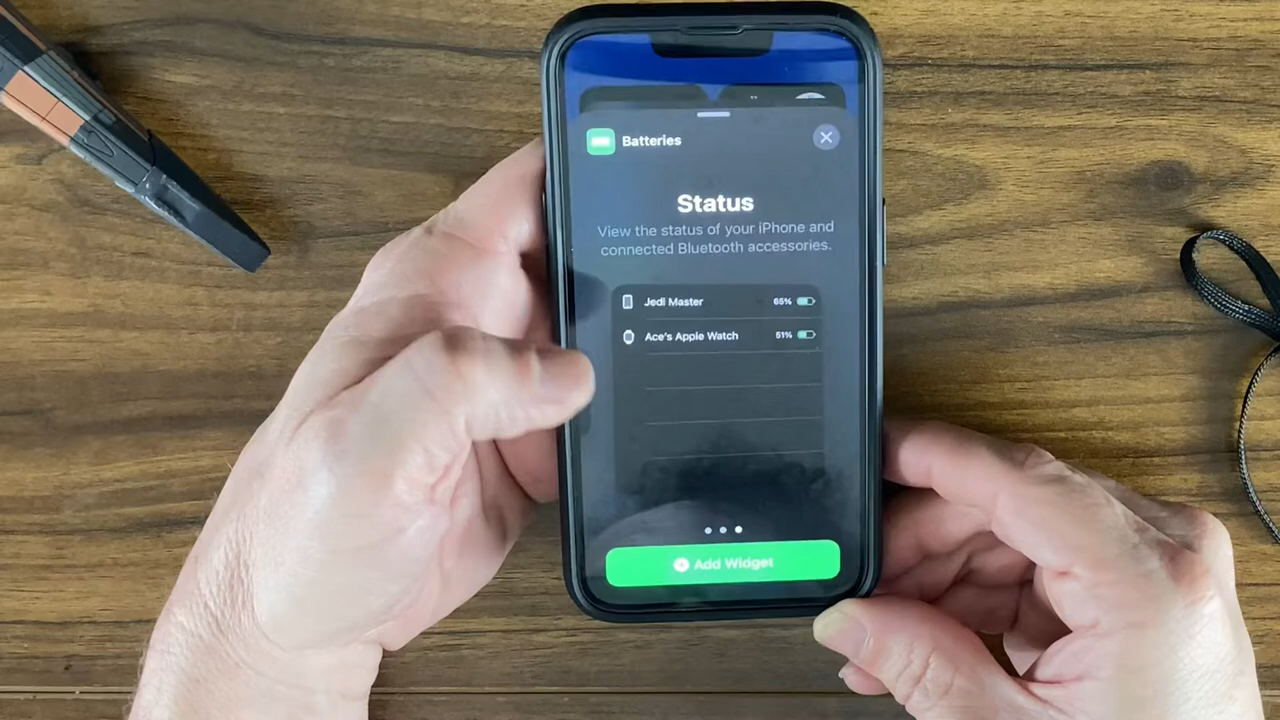 Batteries
Status
View the status of your iPhone and
connected Bluetooth accessories.
Jedi Master 65%
Ace's Apple Watch 51%
Add Widget